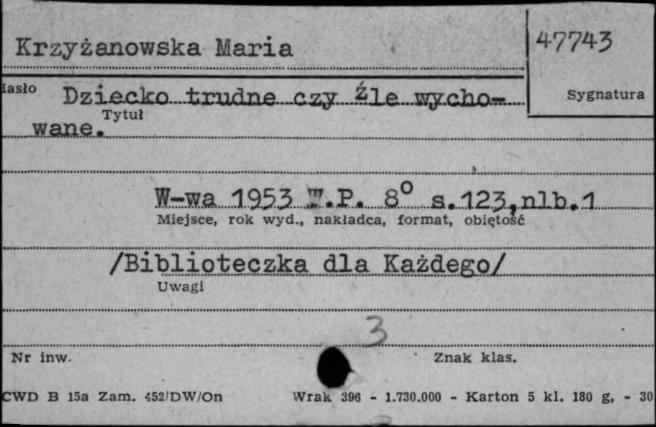 Krzyżanowska Maria
47743
iasło Dziecko trudne czy źle wycho-
Sygnatura
Tytuł
wane.
W-wa 1953 W.P. 8° s.123,nlb.1
Miejsce, rok wyd., nakładca, format, obiętość
/Biblioteczka dla Każdego/
Uwagi
3
Nr inw.
Znak klas.
CWD B 15a Zam. 452/DW/On Wrak 396 - 1.730.000 - Karton 5 kl. 180 g, - 30